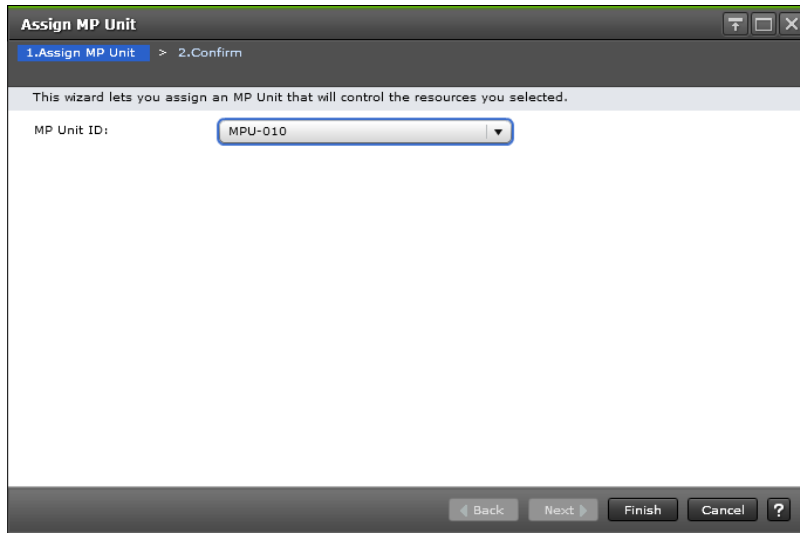 Assign MP Unit
1.Assign MP Unit > 2.Confirm
This wizard lets you assign an MP Unit that will control the resources you selected.
MP Unit ID: MPU-010
Back Next Finish Cancel ?